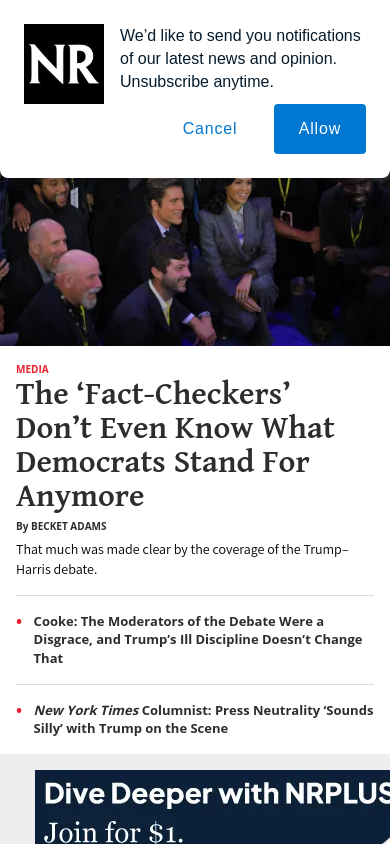 NR
We’d like to send you notifications
of our latest news and opinion.
Unsubscribe anytime.
Cancel
Allow
MEDIA
The ‘Fact-Checkers’
Don’t Even Know What
Democrats Stand For
Anymore
By BECKET ADAMS
That much was made clear by the coverage of the Trump–
Harris debate.
• Cooke: The Moderators of the Debate Were a
Disgrace, and Trump’s Ill Discipline Doesn’t Change
That
• New York Times Columnist: Press Neutrality ‘Sounds
Silly’ with Trump on the Scene
Dive Deeper with NRPLUS
Join for $1.